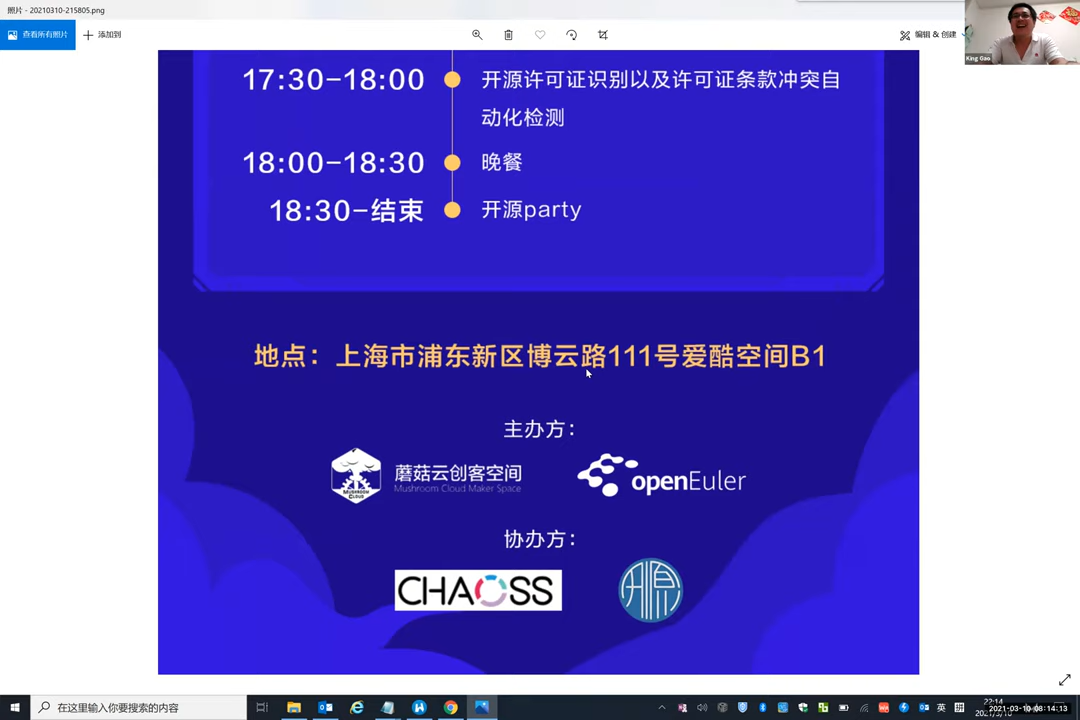 照片 - 20210310-215805.png
查看所有照片
添加到
编辑 & 创建
King Gao
17:30-18:00 开源许可证识别以及许可证条款冲突自
动化检测
18:00-18:30 晚餐
18:30-结束 开源party
地点：上海市浦东新区博云路111号爱酷空间B1
主办方：
MUSHROOM CLOUD
蘑菇云创客空间
Mushroom Cloud Maker Space
openEuler
协办方：
CHAOSS
开源
在这里输入你要搜索的内容
英
拼
22:14
2021-03-10 08:14:13